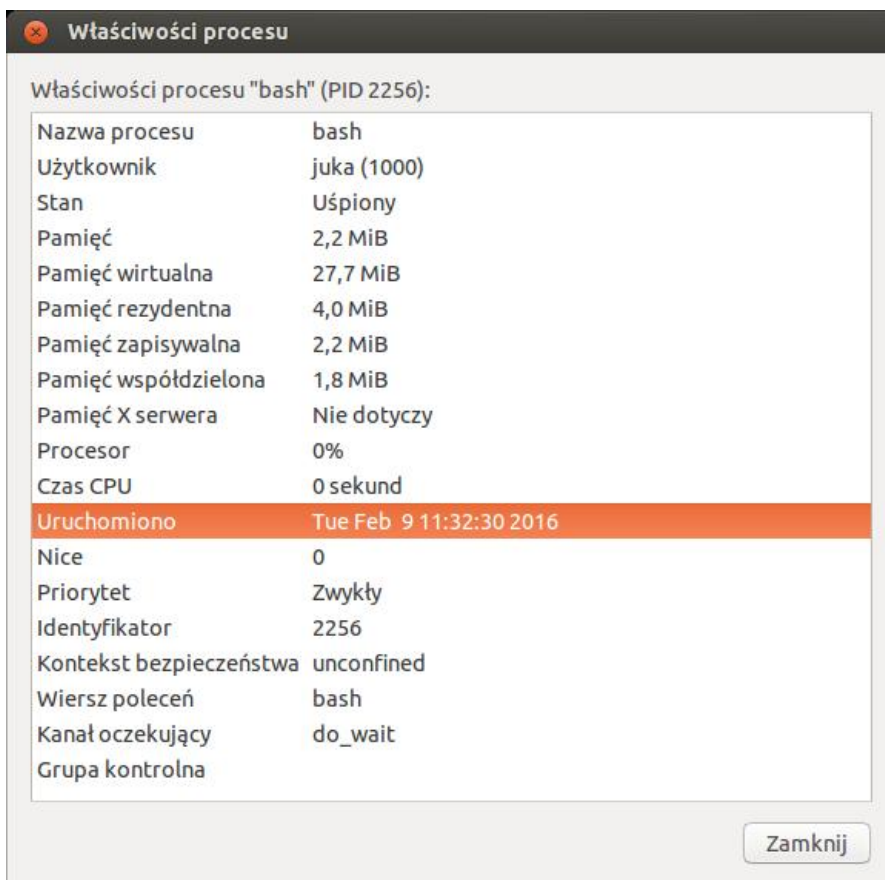 Właściwości procesu
Właściwości procesu "bash" (PID 2256):
Nazwa procesu bash
Użytkownik juka (1000)
Stan Uśpiony
Pamięć 2,2 MiB
Pamięć wirtualna 27,7 MiB
Pamięć rezydentna 4,0 MiB
Pamięć zapisywalna 2,2 MiB
Pamięć współdzielona 1,8 MiB
Pamięć X serwera Nie dotyczy
Procesor 0%
Czas CPU 0 sekund
Uruchomiono Tue Feb  9 11:32:30 2016
Nice 0
Priorytet Zwykły
Identyfikator 2256
Kontekst bezpieczeństwa unconfined
Wiersz poleceń bash
Kanał oczekujący do_wait
Grupa kontrolna
Zamknij